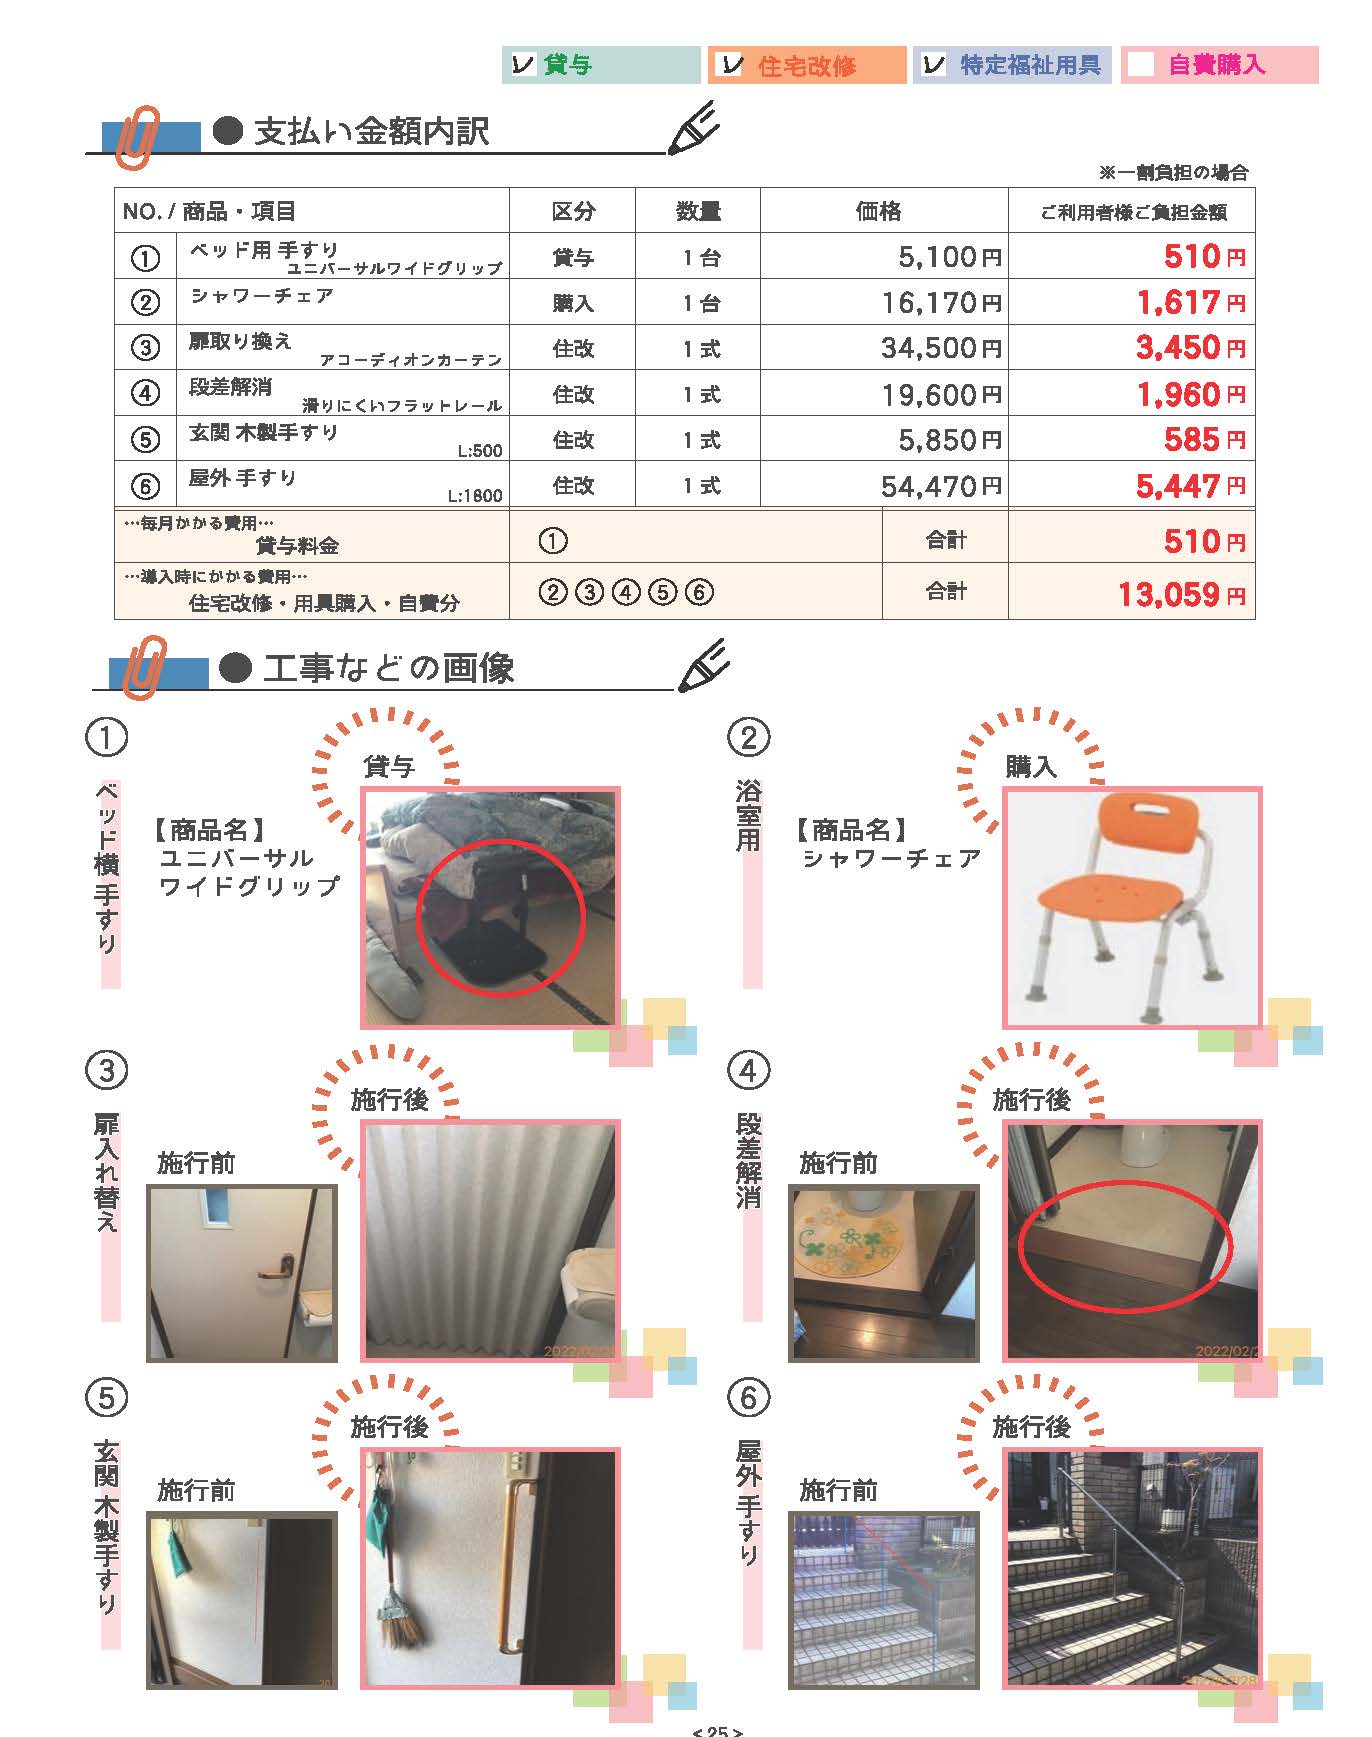 貸与 住宅改修 特定福祉用具 自費購入
● 支払い金額内訳
※一割負担の場合
NO. / 商品・項目 区分 数量 価格 ご利用者様ご負担金額
① ベッド用 手すり ユニバーサルワイドグリップ 貸与 1 台 5,100円 510円
② シャワーチェア 購入 1 台 16,170円 1,617円
③ 扉取り換え アコーディオンカーテン 住改 1 式 34,500円 3,450円
④ 段差解消 滑りにくいフラットレール 住改 1 式 19,600円 1,960円
⑤ 玄関 木製手すり L:500 住改 1 式 5,850円 585円
⑥ 屋外 手すり L:1800 住改 1 式 54,470円 5,447円
…毎月かかる費用…
貸与料金 ① 合計 510円
…導入時にかかる費用…
住宅改修・用具購入・自費分 ②③④⑤⑥ 合計 13,059円
● 工事などの画像
①
ベッド横 手すり
貸与
【商品名】
ユニバーサル
ワイドグリップ
②
浴室用
購入
【商品名】
シャワーチェア
③
扉入れ替え
施行前
施行後
2022/02/2
④
段差解消
施行前
施行後
2022/02/2
⑤
玄関 木製手すり
施行前
施行後
20
⑥
屋外 手すり
施行前
施行後
2022/02/28
<25>